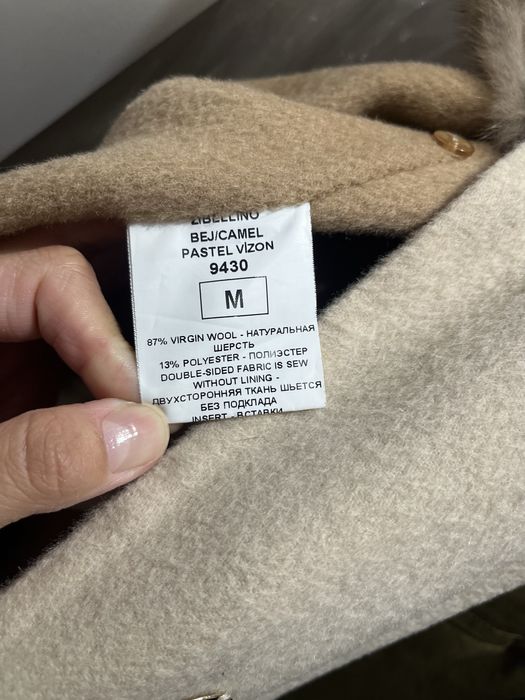 ZIBELLINO
BEJ/CAMEL
PASTEL VİZON
9430
M
87% VIRGIN WOOL - НАТУРАЛЬНАЯ
ШЕРСТЬ
13% POLYESTER - ПОЛИЭСТЕР
DOUBLE-SIDED FABRIC IS SEW
WITHOUT LINING -
ДВУХСТОРОННЯЯ ТКАНЬ ШЬЕТСЯ
БЕЗ ПОДКЛАДА
INSERT - ВСТАВКИ